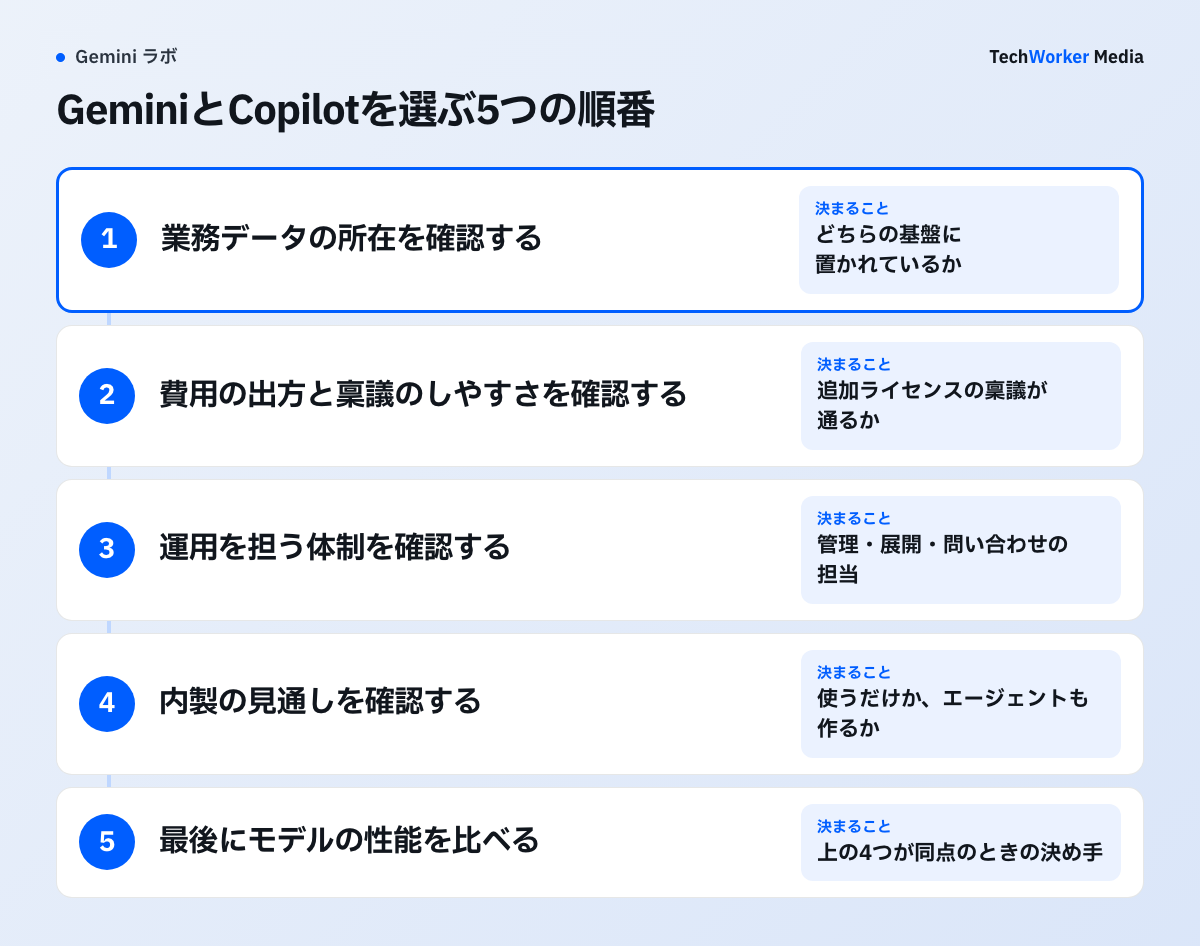 Gemini ラボ
TechWorker Media
GeminiとCopilotを選ぶ5つの順番
1
業務データの所在を確認する
決まること
どちらの基盤に
置かれているか
2
費用の出方と稟議のしやすさを確認する
決まること
追加ライセンスの稟議が
通るか
3
運用を担う体制を確認する
決まること
管理・展開・問い合わせの
担当
4
内製の見通しを確認する
決まること
使うだけか、エージェントも
作るか
5
最後にモデルの性能を比べる
決まること
上の4つが同点のときの決め手